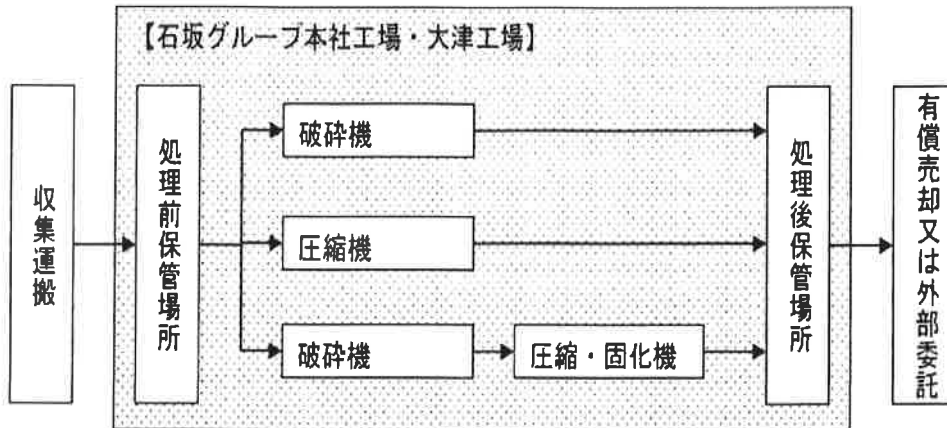 【石坂グループ本社工場・大津工場】
収集運搬
処理前保管場所
破砕機
圧縮機
破砕機
圧縮・固化機
処理後保管場所
有償売却又は外部委託